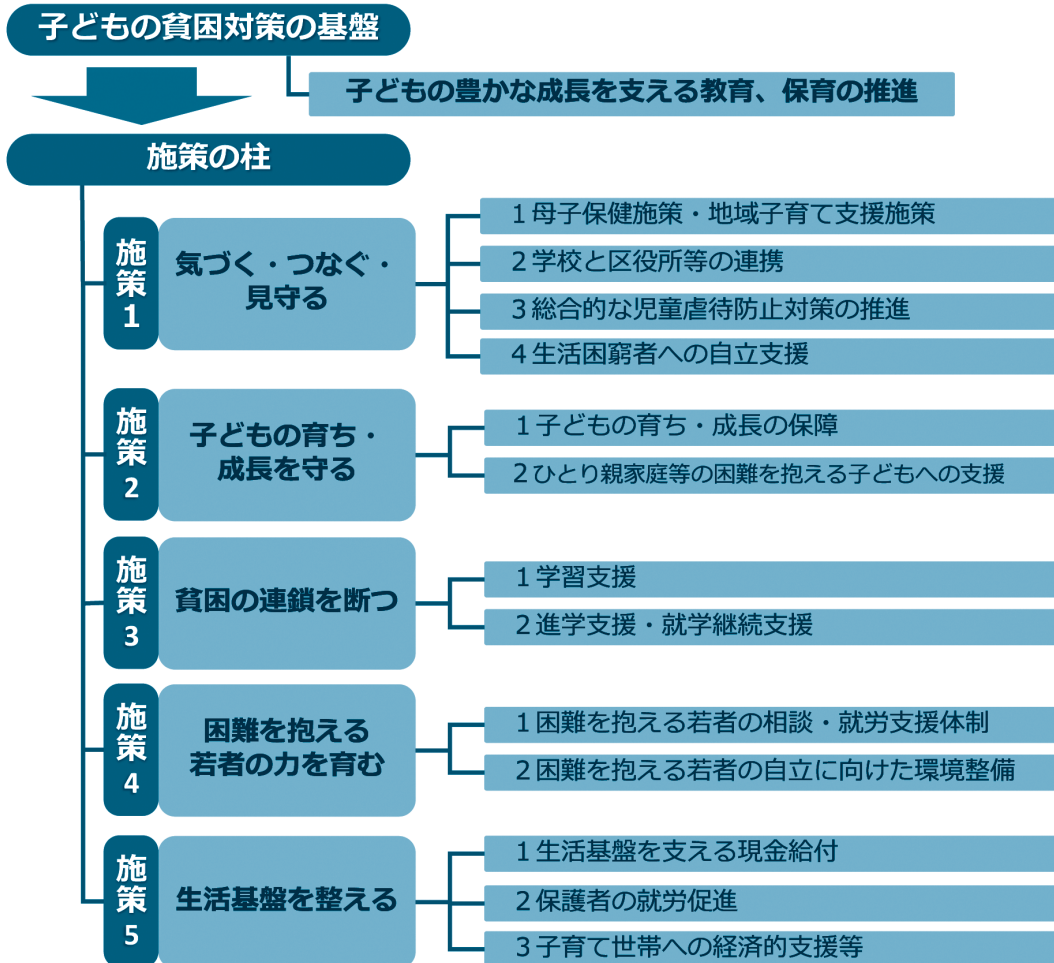 子どもの貧困対策の基盤
子どもの豊かな成長を支える教育、保育の推進
施策の柱
施策1
気づく・つなぐ・
見守る
1母子保健施策・地域子育て支援施策
2学校と区役所等の連携
3総合的な児童虐待防止対策の推進
4生活困窮者への自立支援
施策2
子どもの育ち・
成長を守る
1子どもの育ち・成長の保障
2ひとり親家庭等の困難を抱える子どもへの支援
施策3
貧困の連鎖を断つ
1学習支援
2進学支援・就学継続支援
施策4
困難を抱える
若者の力を育む
1困難を抱える若者の相談・就労支援体制
2困難を抱える若者の自立に向けた環境整備
施策5
生活基盤を整える
1生活基盤を支える現金給付
2保護者の就労促進
3子育て世帯への経済的支援等